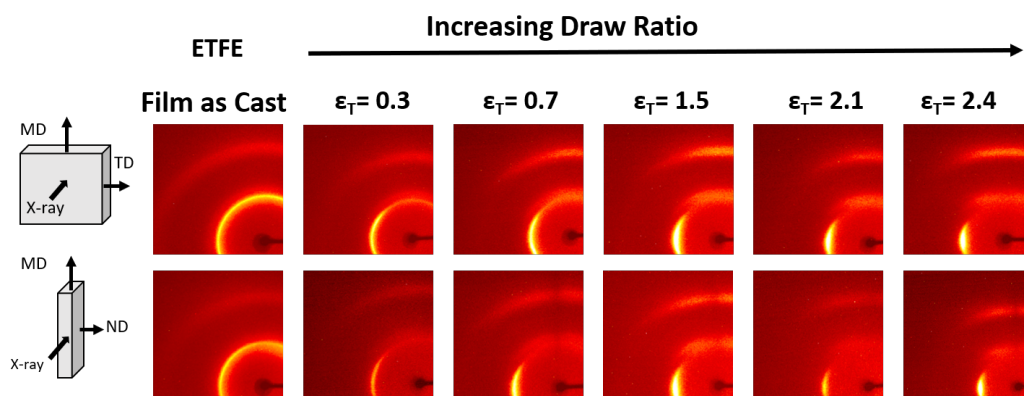 Increasing Draw Ratio
ETFE
Film as Cast
εT= 0.3
εT= 0.7
εT= 1.5
εT= 2.1
εT= 2.4
MD
TD
X-ray
MD
ND
X-ray